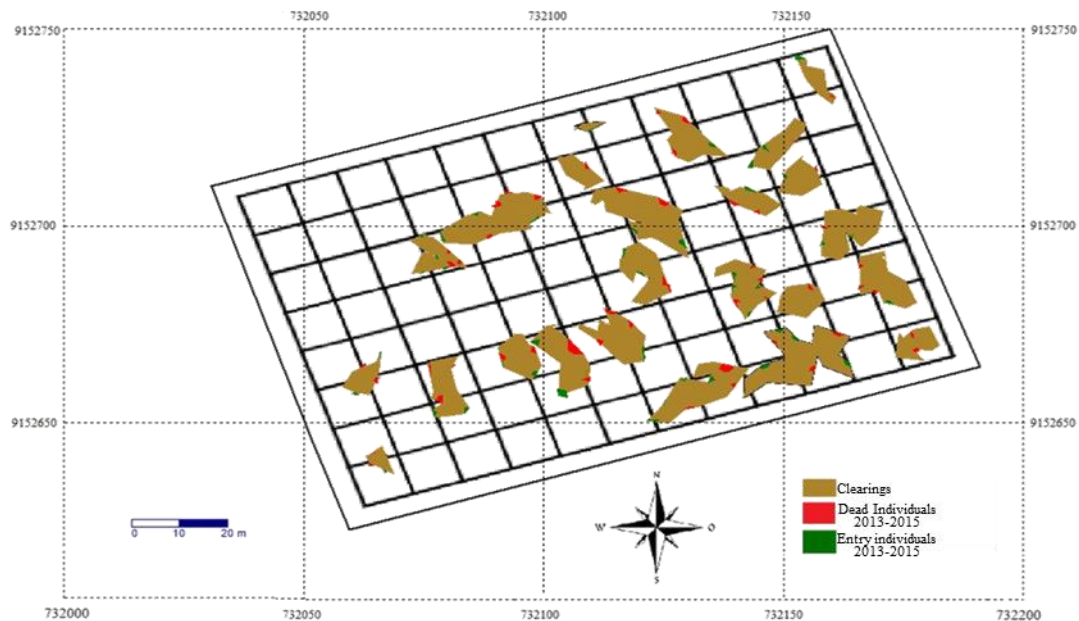 732050 732100 732150
9152750 9152750
9152700 9152700
9152650 9152650
N
W O
S
0 10 20 m
Clearings
Dead Individuals
2013-2015
Entry individuals
2013-2015
732000 732050 732100 732150 732200